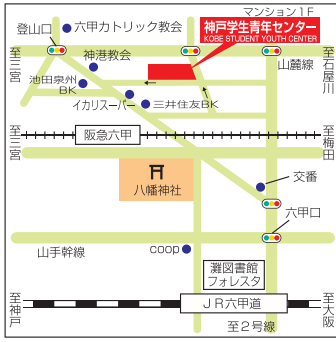 マンション1F
登山口
六甲カトリック教会
神戸学生青年センター
KOBE STUDENT YOUTH CENTER
至三宮
神港教会
山麓線
至石屋川
池田泉州
BK
イカリスーパー
三井住友BK
至三宮
阪急六甲
至梅田
八幡神社
交番
六甲口
山手幹線
coop
灘図書館
フォレスタ
至神戸
JR六甲道
至大阪
至2号線